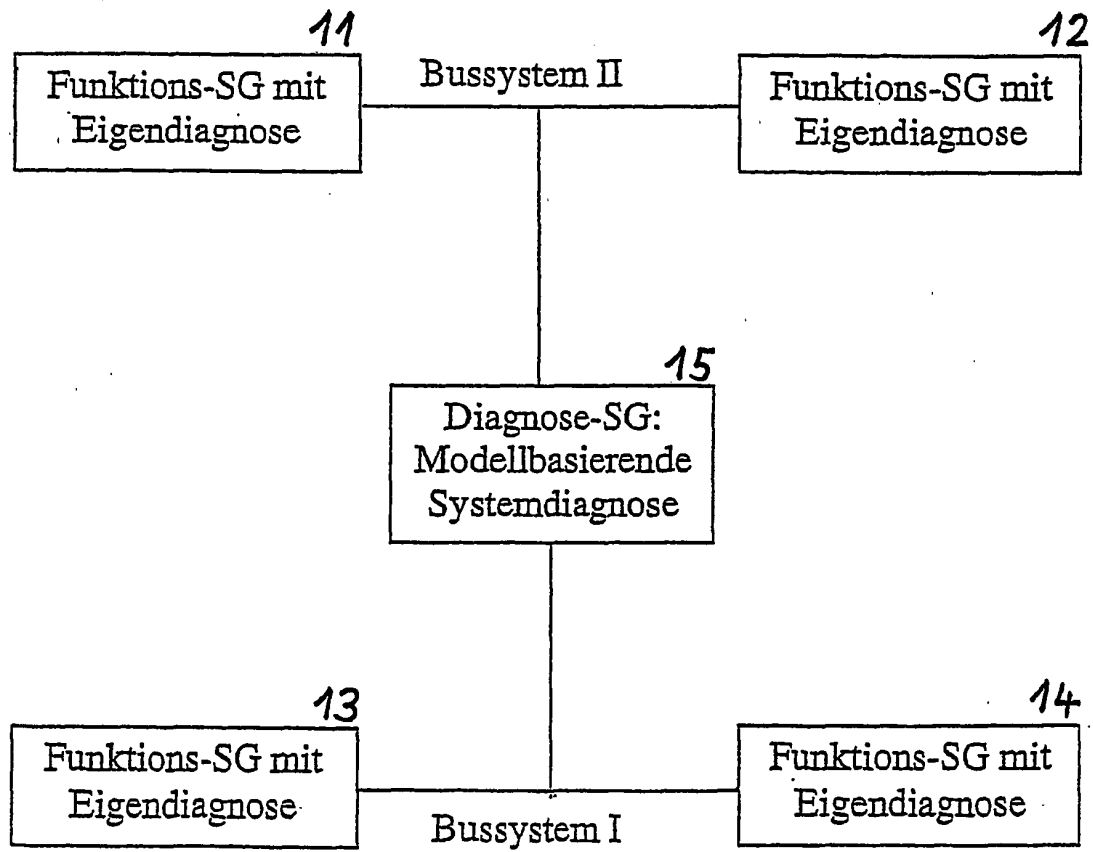 11
12
Funktions-SG mit
Eigendiagnose
Bussystem II
Funktions-SG mit
Eigendiagnose
15
Diagnose-SG:
Modellbasierende
Systemdiagnose
13
14
Funktions-SG mit
Eigendiagnose
Bussystem I
Funktions-SG mit
Eigendiagnose